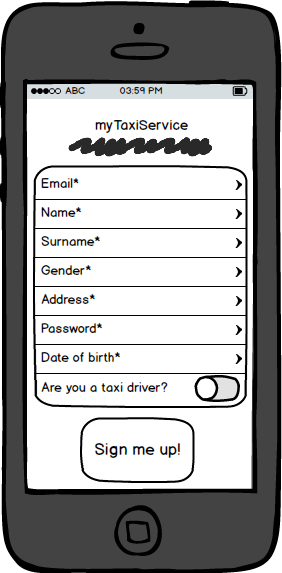 ABC 03:59 PM
myTaxiService
Email*
Name*
Surname*
Gender*
Address*
Password*
Date of birth*
Are you a taxi driver?
Sign me up!